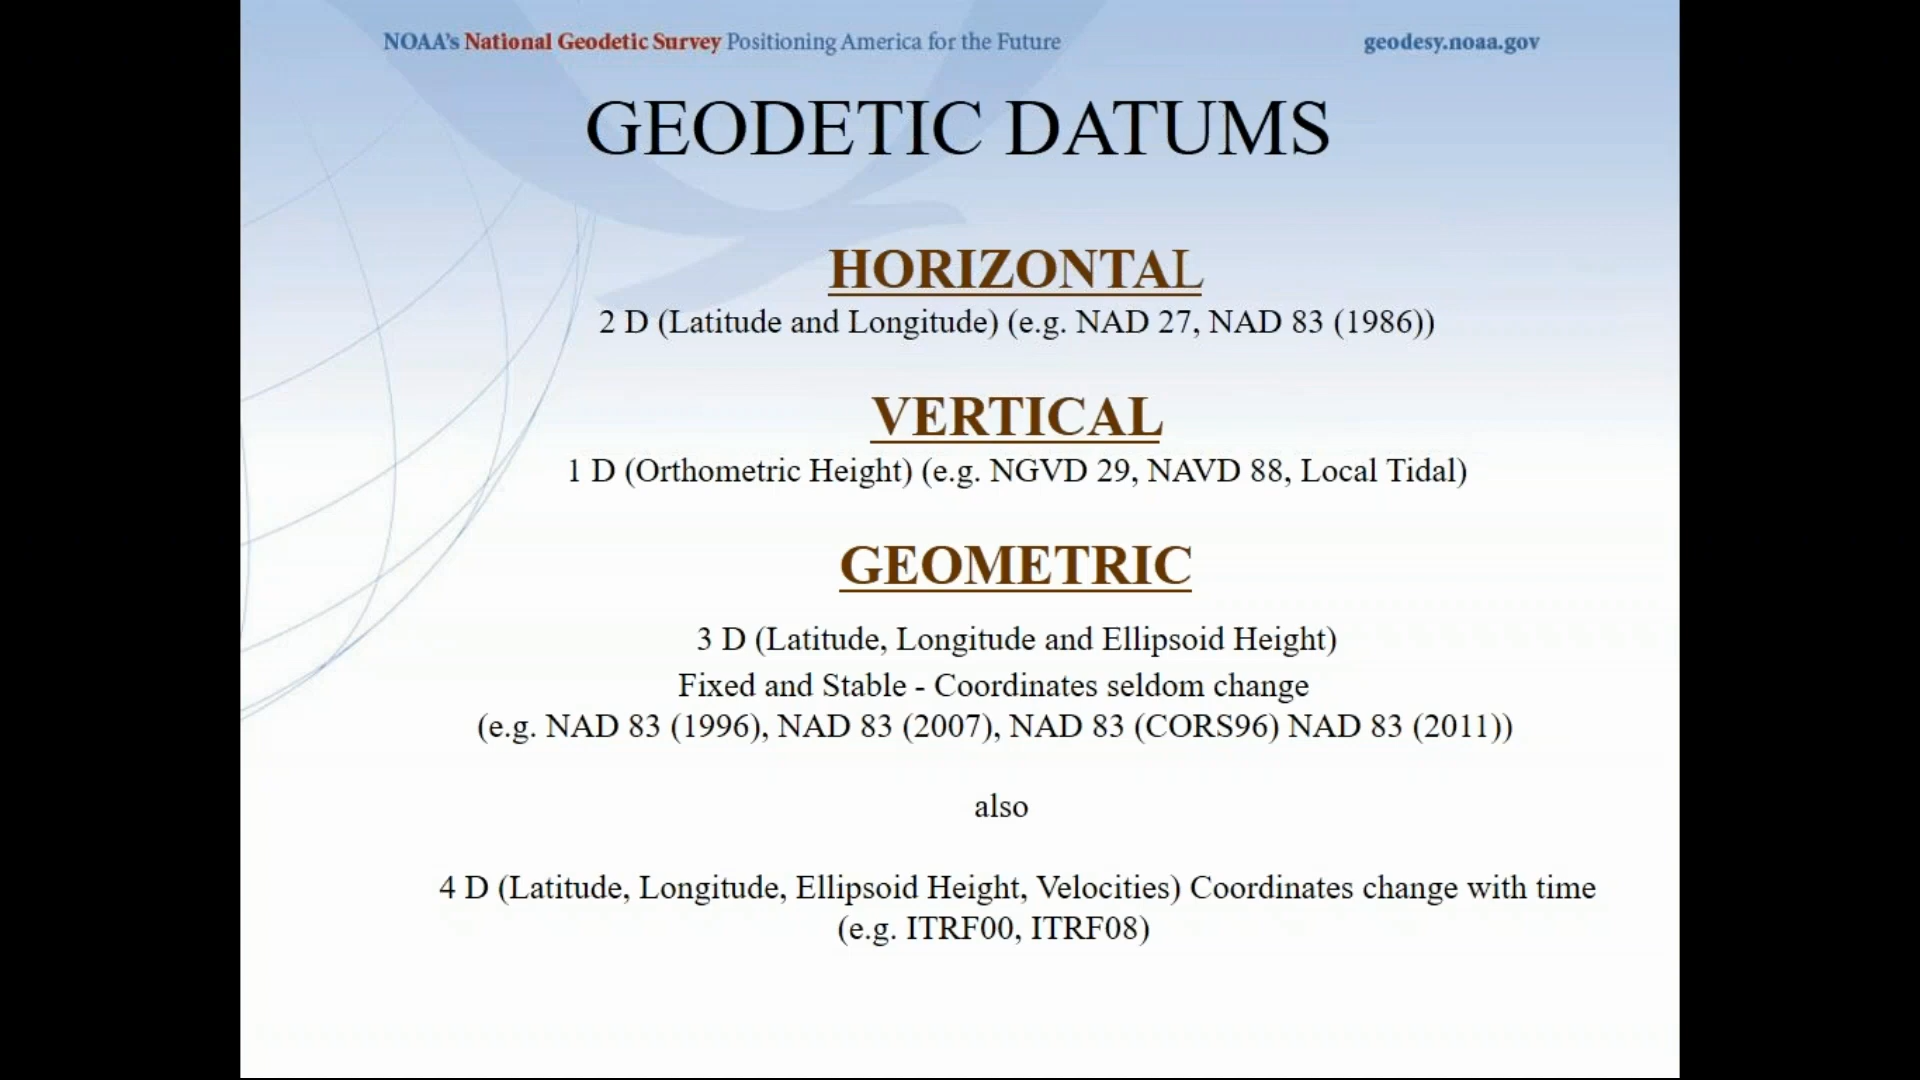 NOAA's National Geodetic Survey Positioning America for the Future geodesy.noaa.gov
GEODETIC DATUMS
HORIZONTAL
2 D (Latitude and Longitude) (e.g. NAD 27, NAD 83 (1986))
VERTICAL
1 D (Orthometric Height) (e.g. NGVD 29, NAVD 88, Local Tidal)
GEOMETRIC
3 D (Latitude, Longitude and Ellipsoid Height)
Fixed and Stable - Coordinates seldom change
(e.g. NAD 83 (1996), NAD 83 (2007), NAD 83 (CORS96) NAD 83 (2011))
also
4 D (Latitude, Longitude, Ellipsoid Height, Velocities) Coordinates change with time
(e.g. ITRF00, ITRF08)